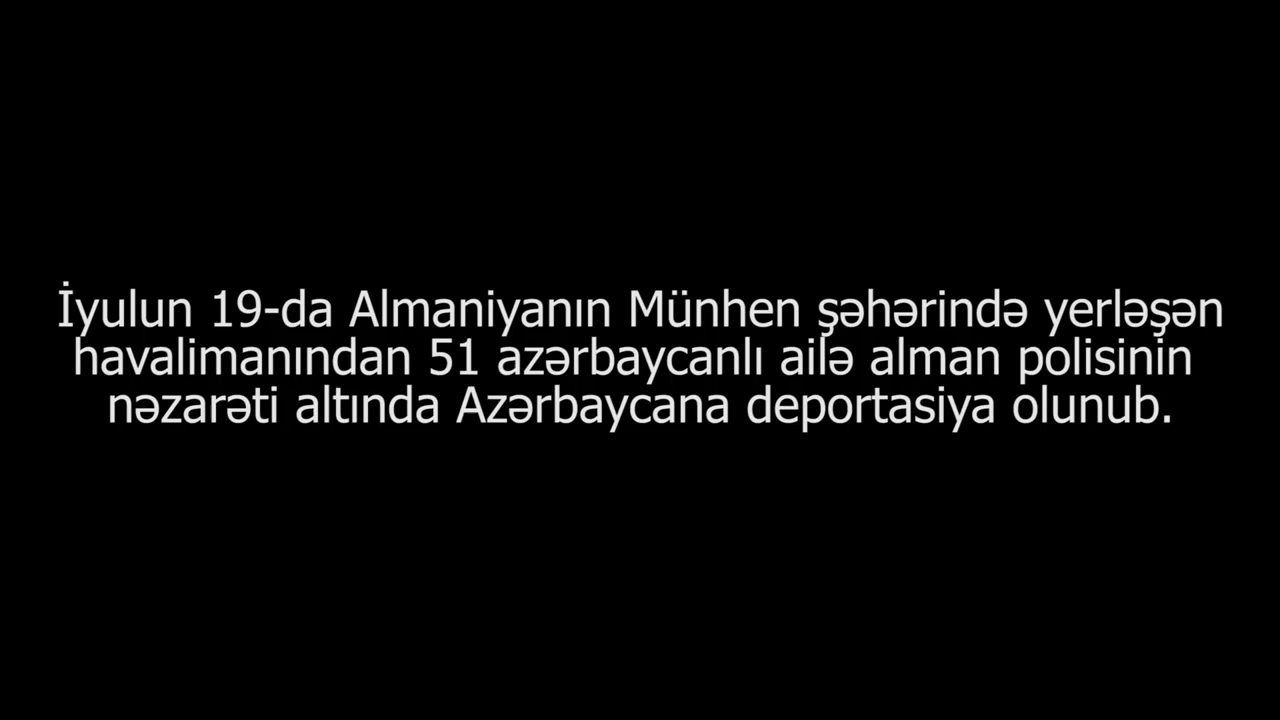 İyulun 19-da Almaniyanın Münhen şəhərində yerləşən
havalimanından 51 azərbaycanlı ailə alman polisinin
nəzarəti altında Azərbaycana deportasiya olunub.